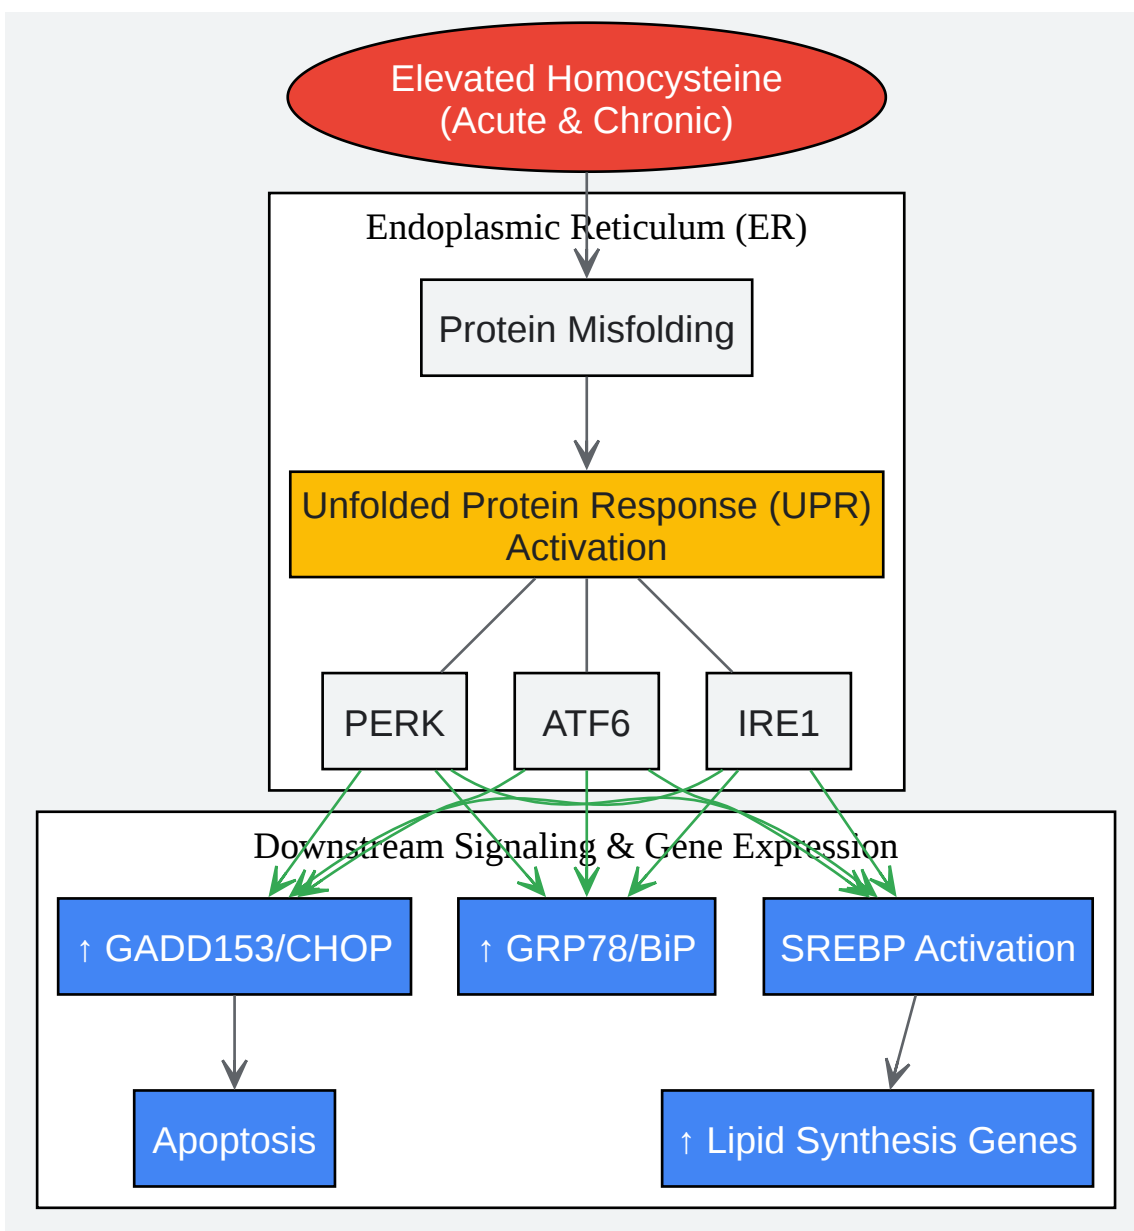 Elevated Homocysteine
(Acute & Chronic)
Endoplasmic Reticulum (ER)
Protein Misfolding
Unfolded Protein Response (UPR)
Activation
PERK
ATF6
IRE1
Downstream Signaling & Gene Expression
↑ GADD153/CHOP
↑ GRP78/BiP
SREBP Activation
Apoptosis
↑ Lipid Synthesis Genes